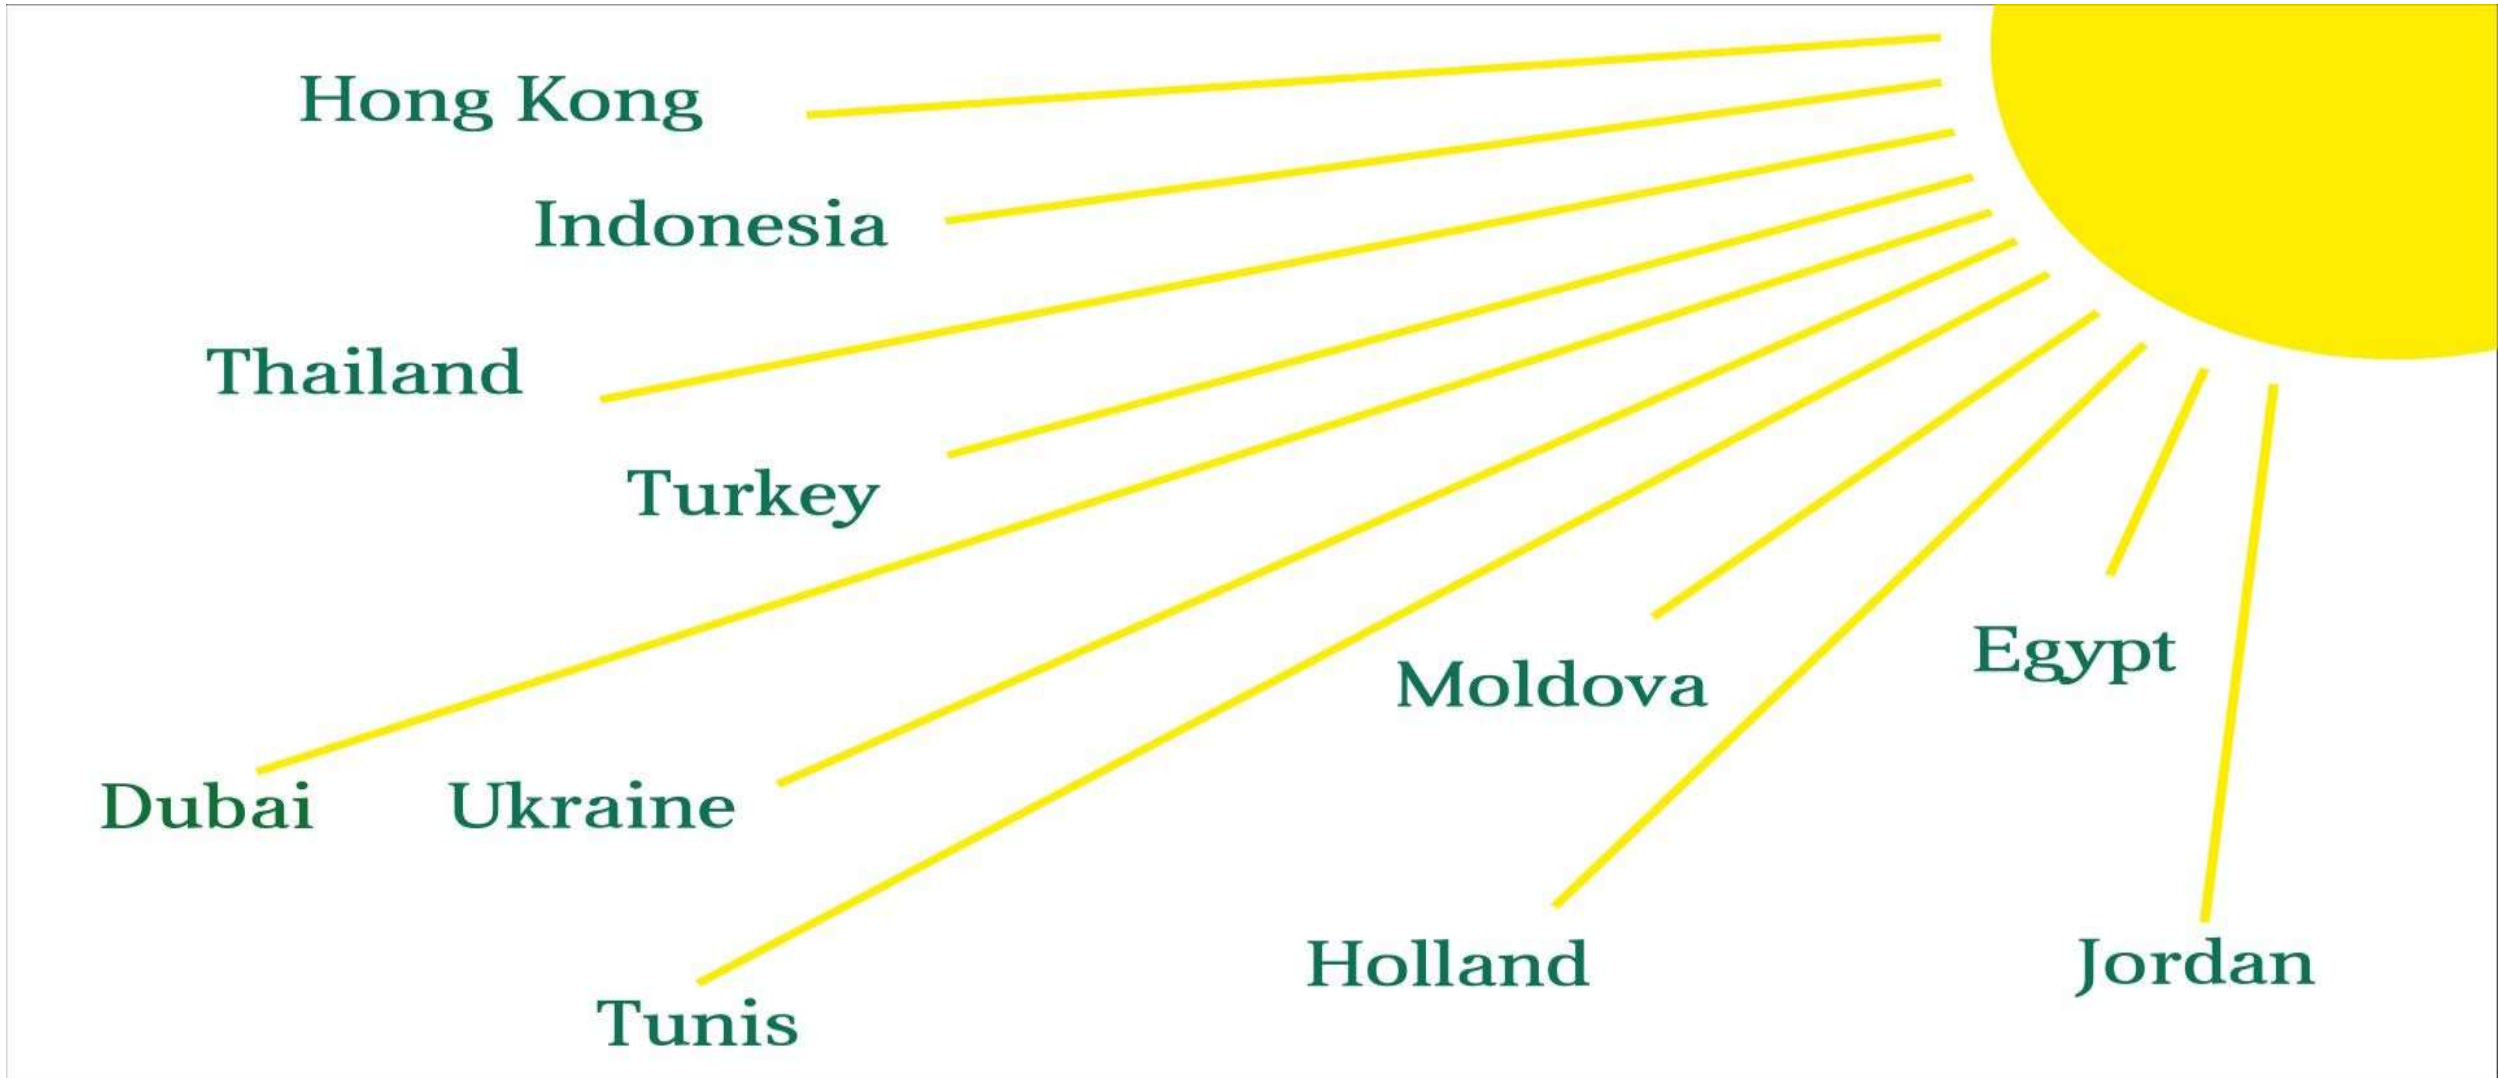 Hong Kong
Indonesia
Thailand
Turkey
Moldova
Egypt
Dubai
Ukraine
Holland
Jordan
Tunis